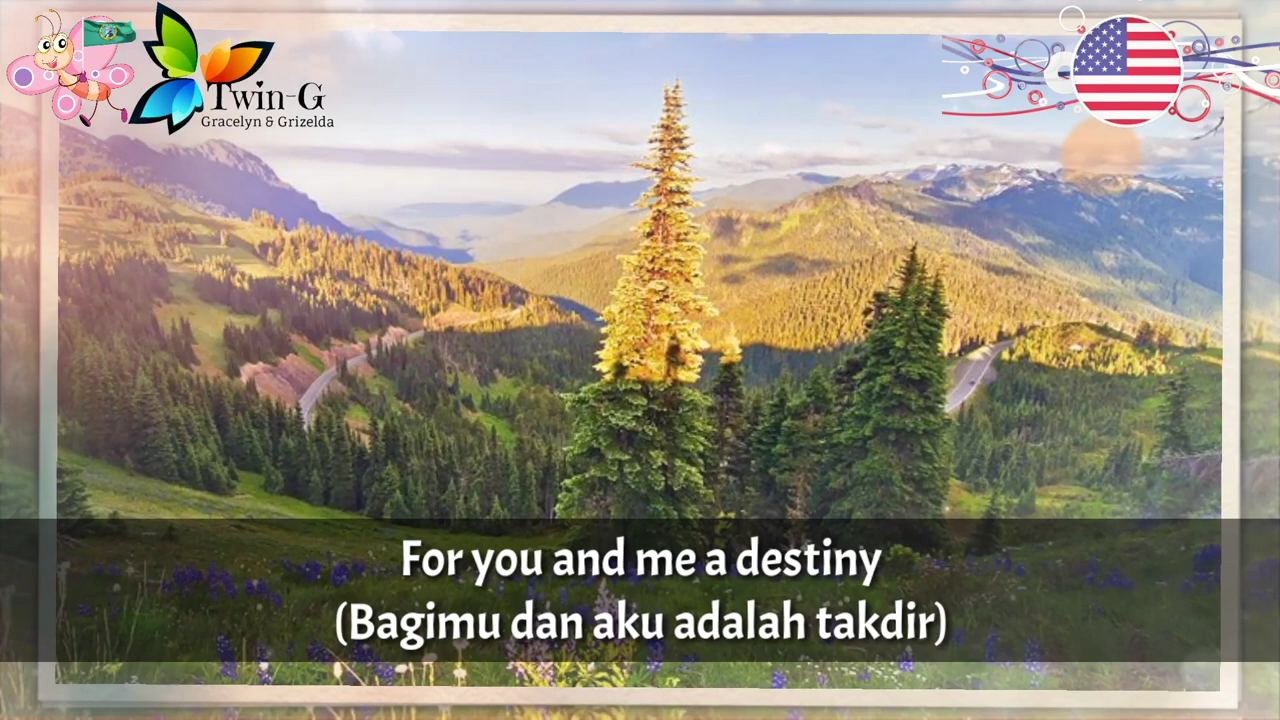 Twin-G
Gracelyn & Grizelda
For you and me a destiny
(Bagimu dan aku adalah takdir)